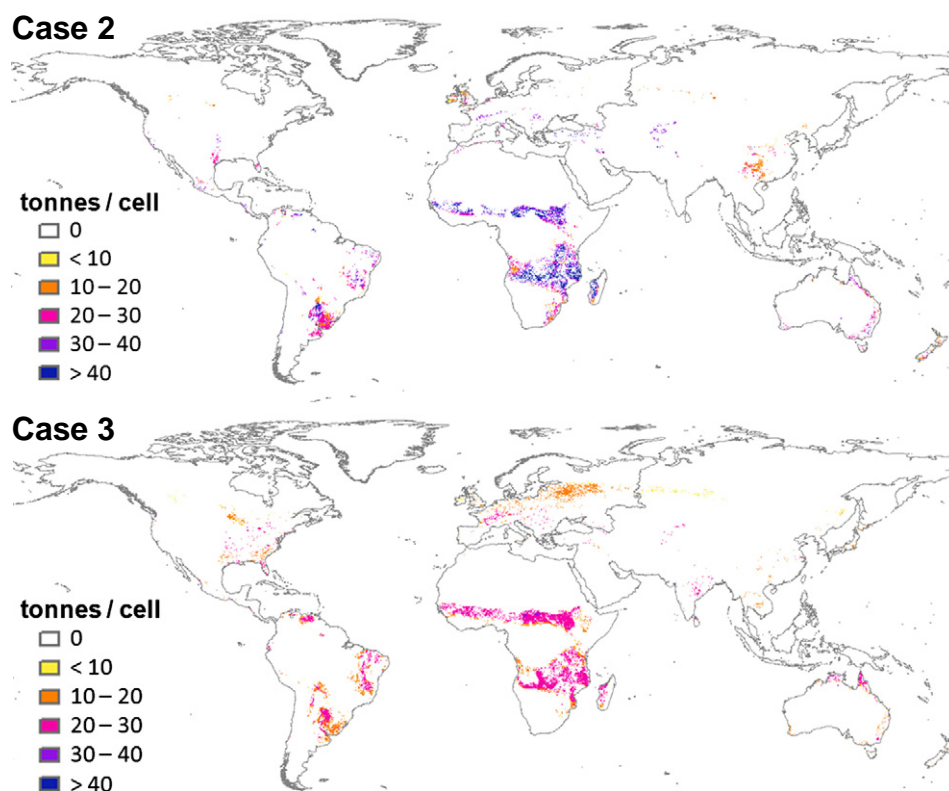 Case 2
tonnes / cell
0
< 10
10 – 20
20 – 30
30 – 40
> 40
Case 3
tonnes / cell
0
< 10
10 – 20
20 – 30
30 – 40
> 40